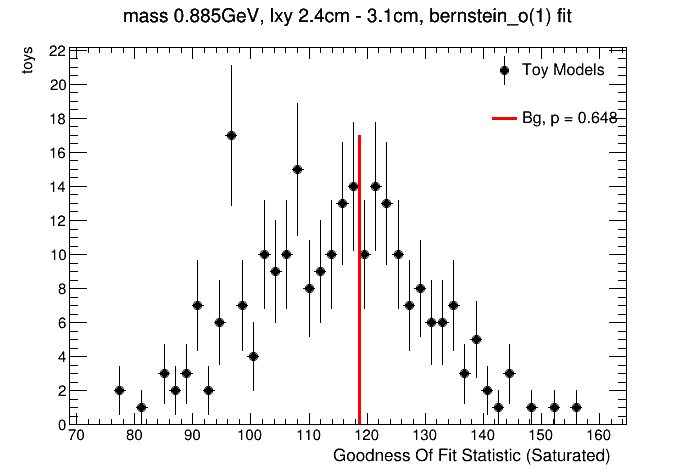 mass 0.885GeV, lxy 2.4cm - 3.1cm, bernstein_o(1) fit
toys
22
20
18
16
14
12
10
8
6
4
2
0
Toy Models
Bg, p = 0.648
70 80 90 100 110 120 130 140 150 160
Goodness Of Fit Statistic (Saturated)